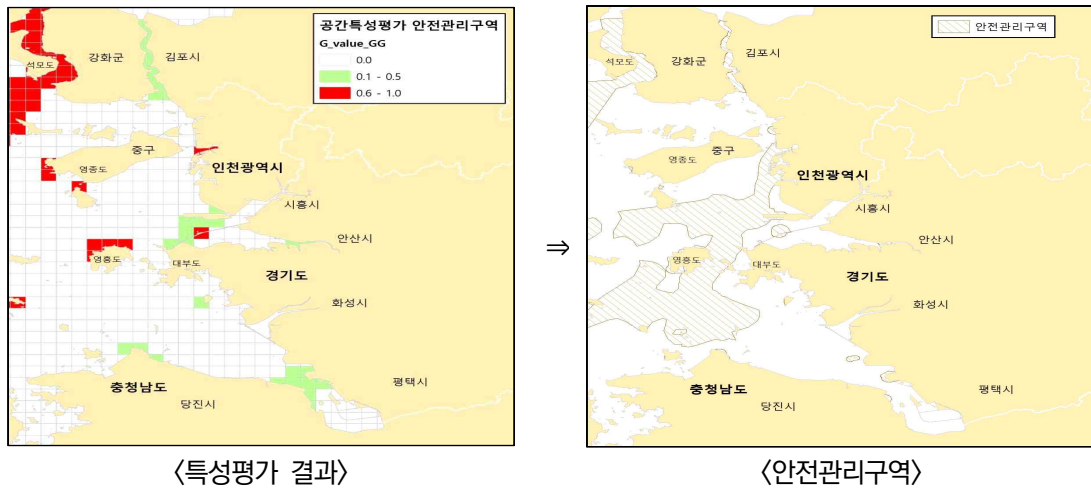 공간특성평가 안전관리구역
G_value_GG
0.0
0.1 - 0.5
0.6 - 1.0
석모도
강화군
김포시
중구
영종도
인천광역시
시흥시
안산시
영흥도
대부도
경기도
화성시
평택시
충청남도
당진시
〈특성평가 결과〉
⇒
안전관리구역
석모도
강화군
김포시
중구
영종도
인천광역시
시흥시
안산시
영흥도
대부도
경기도
화성시
평택시
충청남도
당진시
〈안전관리구역〉